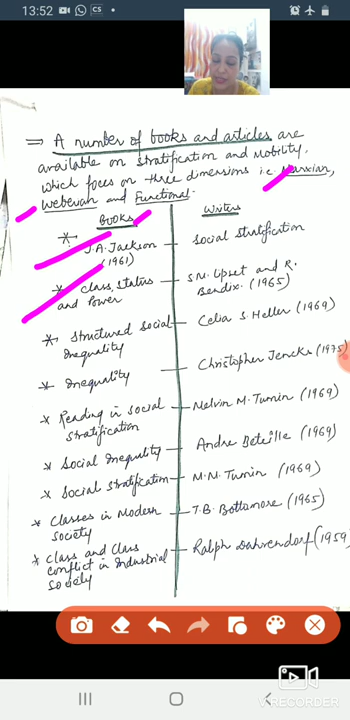 13:52
CS
⇒ A number of books and articles are
available on stratification and mobility,
which focus on three dimensions i.e. Marxian,
Weberian and Functional.
Books
Writers
* J.A. Jackson (1961) — Social stratification
* Class, Status and Power — S.M. Lipset and R. Bendix. (1965)
* Structured Social Inequality — Celia S. Heller (1969)
* Inequality — Christopher Jencks (1975)
* Reading in social stratification — Melvin M. Tumin (1969)
* Social Inequality — Andre Beteille (1969)
* Social Stratification — M.M. Tumin (1969)
* Classes in Modern Society — T.B. Bottomore (1965)
* Class and Class conflict in Industrial Society — Ralph Dahrendorf (1959)
V RECORDER